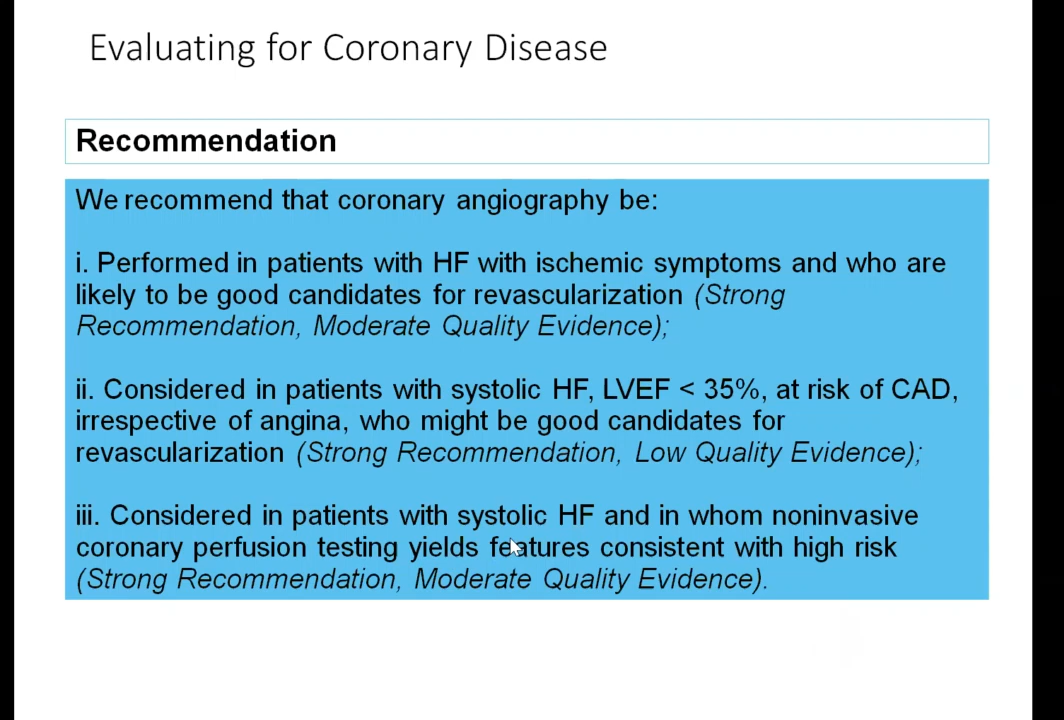 Evaluating for Coronary Disease
Recommendation
We recommend that coronary angiography be:
i. Performed in patients with HF with ischemic symptoms and who are
likely to be good candidates for revascularization (Strong
Recommendation, Moderate Quality Evidence);
ii. Considered in patients with systolic HF, LVEF < 35%, at risk of CAD,
irrespective of angina, who might be good candidates for
revascularization (Strong Recommendation, Low Quality Evidence);
iii. Considered in patients with systolic HF and in whom noninvasive
coronary perfusion testing yields features consistent with high risk
(Strong Recommendation, Moderate Quality Evidence).